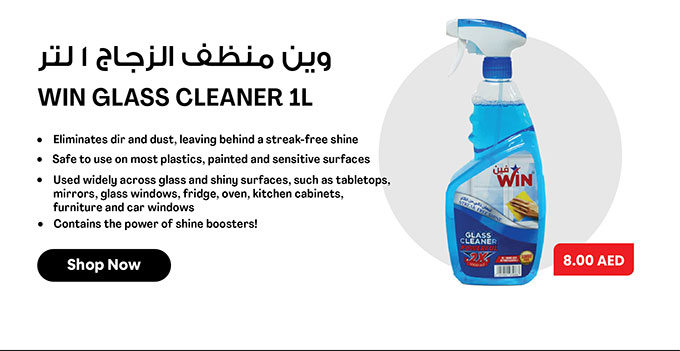 وين منظف الزجاج ١ لتر
WIN GLASS CLEANER 1L
Eliminates dir and dust, leaving behind a streak-free shine
Safe to use on most plastics, painted and sensitive surfaces
Used widely across glass and shiny surfaces, such as tabletops,
mirrors, glass windows, fridge, oven, kitchen cabinets,
furniture and car windows
Contains the power of shine boosters!
Shop Now
ڤين
WIN
GLASS
CLEANER
2X
8.00 AED